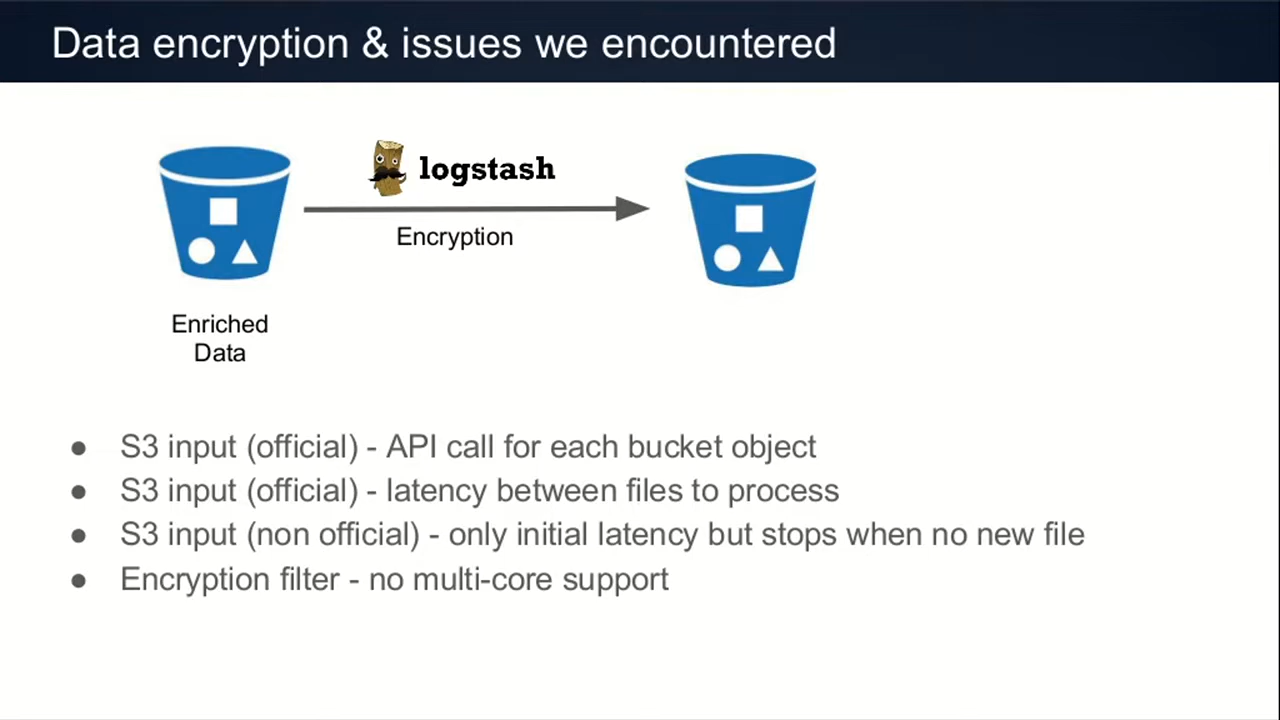 Data encryption & issues we encountered
logstash
Encryption
Enriched
Data
● S3 input (official) - API call for each bucket object
● S3 input (official) - latency between files to process
● S3 input (non official) - only initial latency but stops when no new file
● Encryption filter - no multi-core support